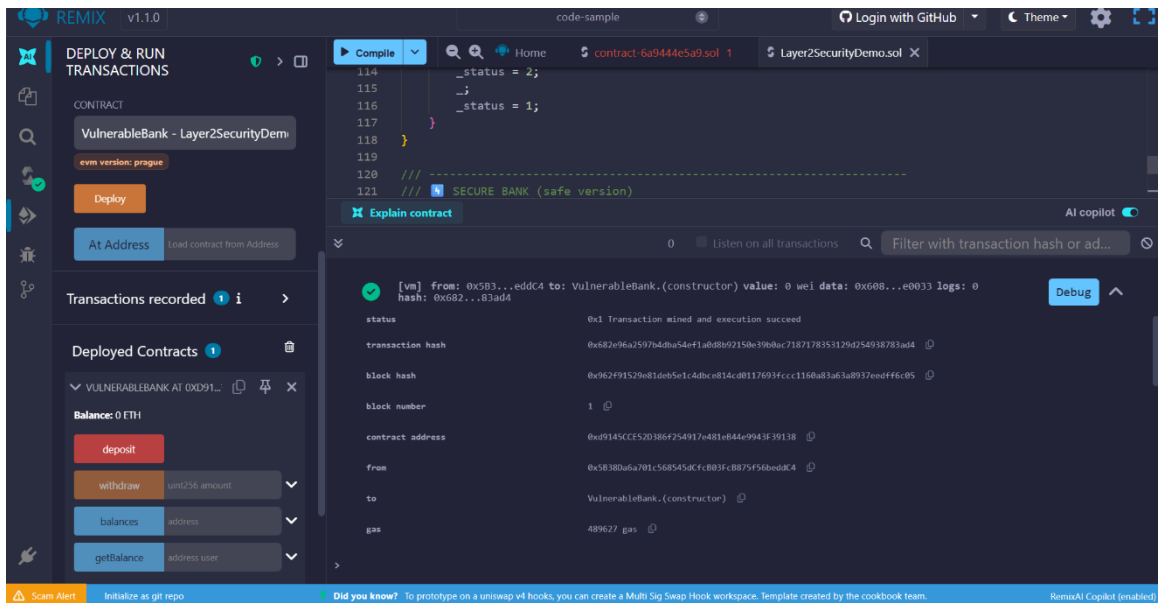 REMIX v1.1.0
code-sample
Login with GitHub
Theme
DEPLOY & RUN
TRANSACTIONS
CONTRACT
VulnerableBank - Layer2SecurityDem
evm version: prague
Deploy
At Address Load contract from Address
Transactions recorded 1 i
Deployed Contracts 1
VULNERABLEBANK AT 0XD91...
Balance: 0 ETH
deposit
withdraw uint256 amount
balances address
getBalance address user
Compile
Home
contract-6a9444e5a9.sol 1
Layer2SecurityDemo.sol
114 _status = 2;
115 _;
116 _status = 1;
117 }
118 }
119
120 /// -----------------------------------------------------------------------
121 /// SECURE BANK (safe version)
Explain contract
AI copilot
0 Listen on all transactions Filter with transaction hash or ad...
[vm] from: 0x5B3...eddC4 to: VulnerableBank.(constructor) value: 0 wei data: 0x608...e0033 logs: 0
hash: 0x682...83ad4
Debug
status 0x1 Transaction mined and execution succeed
transaction hash 0x682e96a2597b4dba54ef1a0d8b92150e39b0ac7187178353129d254938783ad4
block hash 0x962f91529e81deb5e1c4dbce814cd0117693fccc1160a83a63a8937eedff6c05
block number 1
contract address 0xd9145CCE52D386f254917e481eB44e9943F39138
from 0x5B38Da6a701c568545dCfcB03FcB875f56beddC4
to VulnerableBank.(constructor)
gas 489627 gas
>
Scam Alert
Initialize as git repo
Did you know? To prototype on a uniswap v4 hooks, you can create a Multi Sig Swap Hook workspace. Template created by the cookbook team.
RemixAI Copilot (enabled)